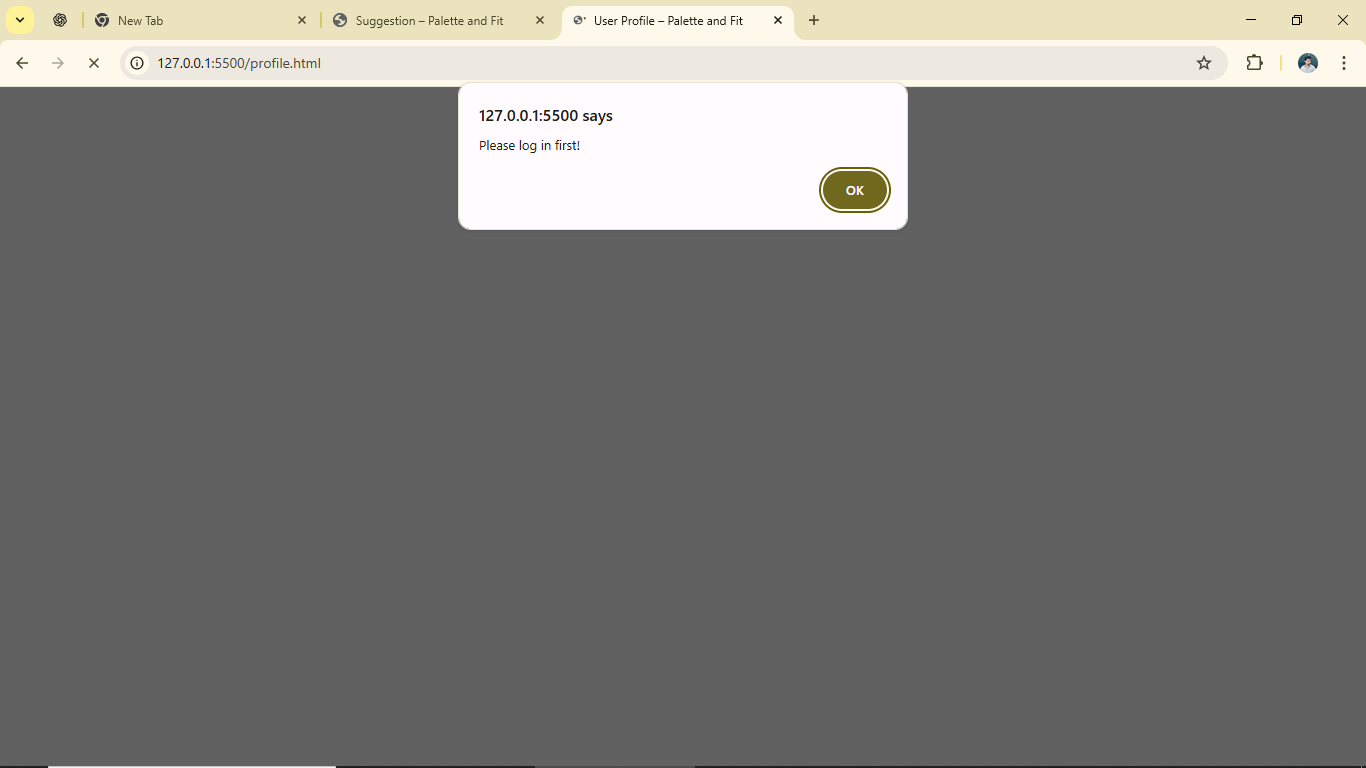 New Tab
Suggestion – Palette and Fit
User Profile – Palette and Fit
127.0.0.1:5500/profile.html
127.0.0.1:5500 says
Please log in first!
OK